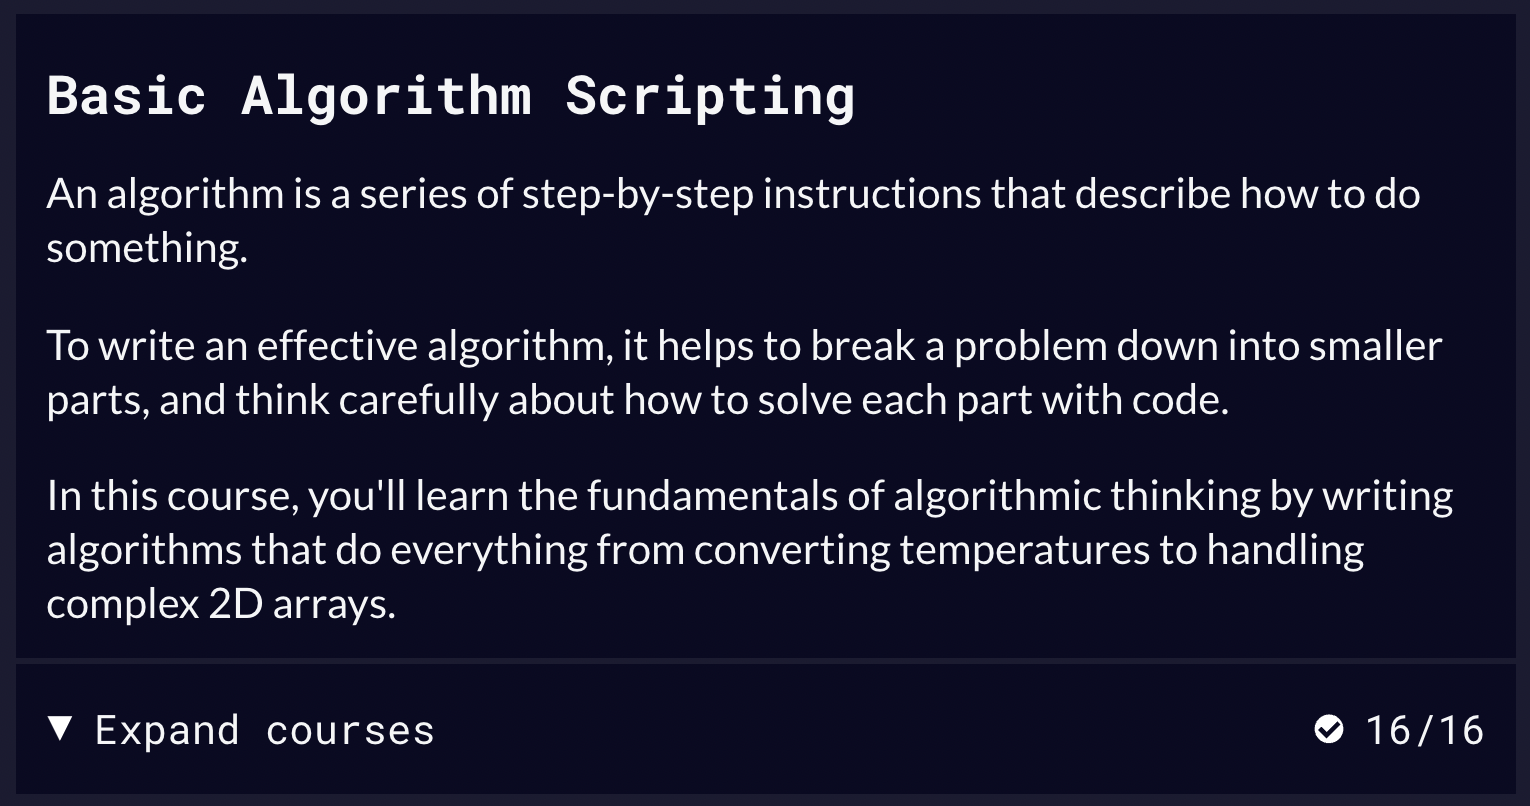 Basic Algorithm Scripting
An algorithm is a series of step-by-step instructions that describe how to do
something.
To write an effective algorithm, it helps to break a problem down into smaller
parts, and think carefully about how to solve each part with code.
In this course, you'll learn the fundamentals of algorithmic thinking by writing
algorithms that do everything from converting temperatures to handling
complex 2D arrays.
Expand courses 16/16